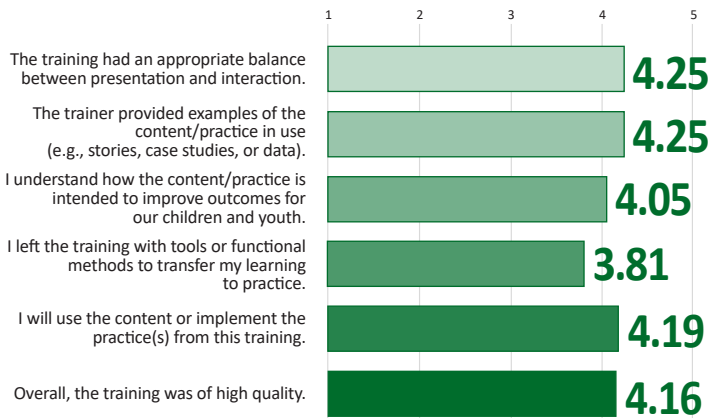 1 2 3 4 5
The training had an appropriate balance
between presentation and interaction.
4.25
The trainer provided examples of the
content/practice in use
(e.g., stories, case studies, or data).
4.25
I understand how the content/practice is
intended to improve outcomes for
our children and youth.
4.05
I left the training with tools or functional
methods to transfer my learning
to practice.
3.81
I will use the content or implement the
practice(s) from this training.
4.19
Overall, the training was of high quality.
4.16